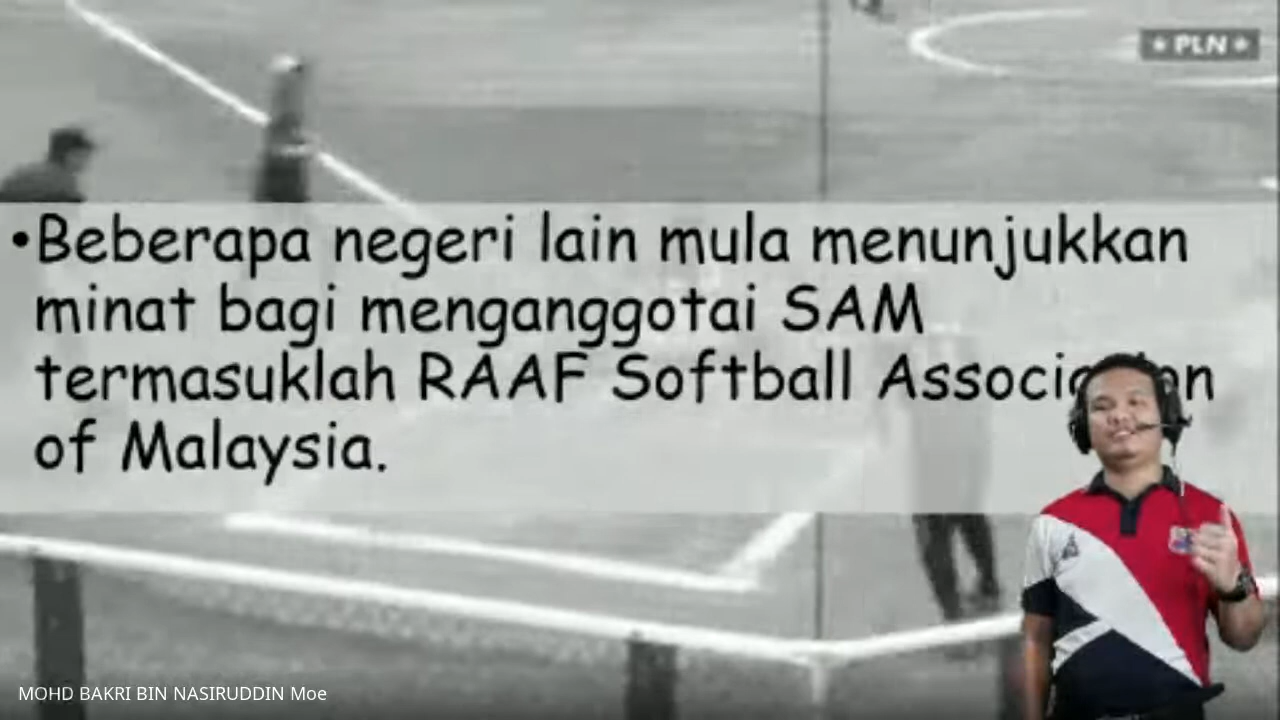 • PLN •
•Beberapa negeri lain mula menunjukkan
minat bagi menganggotai SAM
termasuklah RAAF Softball Association
of Malaysia.
MOHD BAKRI BIN NASIRUDDIN Moe